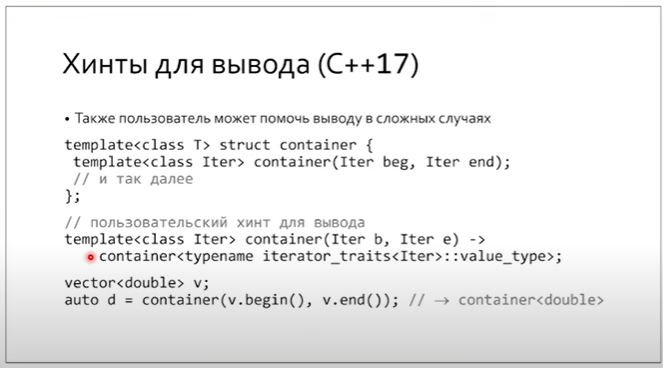 Хинты для вывода (C++17)
• Также пользователь может помочь выводу в сложных случаях
template<class T> struct container {
 template<class Iter> container(Iter beg, Iter end);
 // и так далее
};
// пользовательский хинт для вывода
template<class Iter> container(Iter b, Iter e) ->
   container<typename iterator_traits<Iter>::value_type>;
vector<double> v;
auto d = container(v.begin(), v.end()); // → container<double>